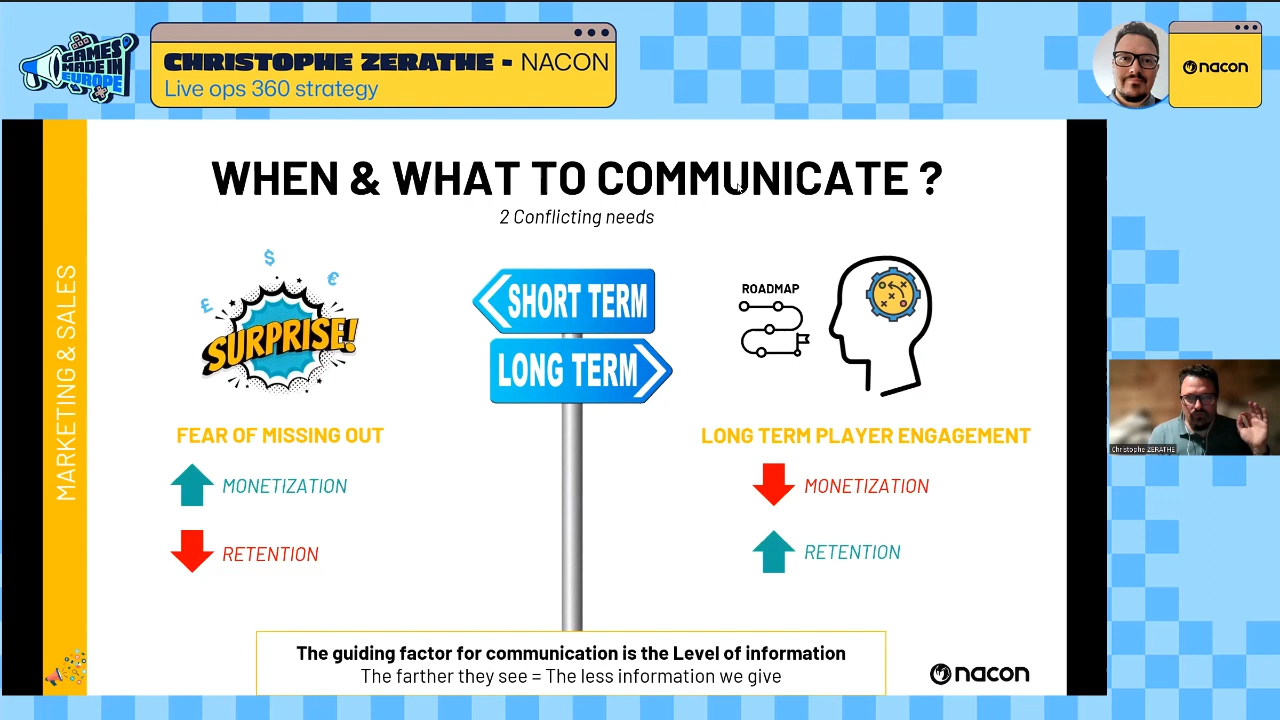 GAMES
MADE IN
EUROPE
CHRISTOPHE ZERATHE - NACON
Live ops 360 strategy
nacon
MARKETING & SALES
WHEN & WHAT TO COMMUNICATE ?
2 Conflicting needs
$
£
€
SURPRISE!
SHORT TERM
LONG TERM
ROADMAP
FEAR OF MISSING OUT
MONETIZATION
RETENTION
LONG TERM PLAYER ENGAGEMENT
MONETIZATION
RETENTION
Christophe ZERATHE
The guiding factor for communication is the Level of information
The farther they see = The less information we give
nacon